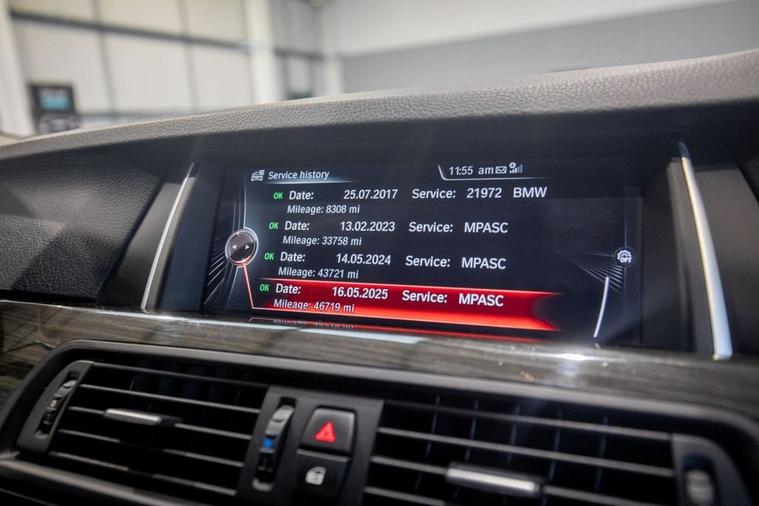 Service history
11:55 am
OK Date: 25.07.2017 Service: 21972 BMW
Mileage: 8308 mi
OK Date: 13.02.2023 Service: MPASC
Mileage: 33758 mi
OK Date: 14.05.2024 Service: MPASC
Mileage: 43721 mi
OK Date: 16.05.2025 Service: MPASC
Mileage: 46719 mi
OPT